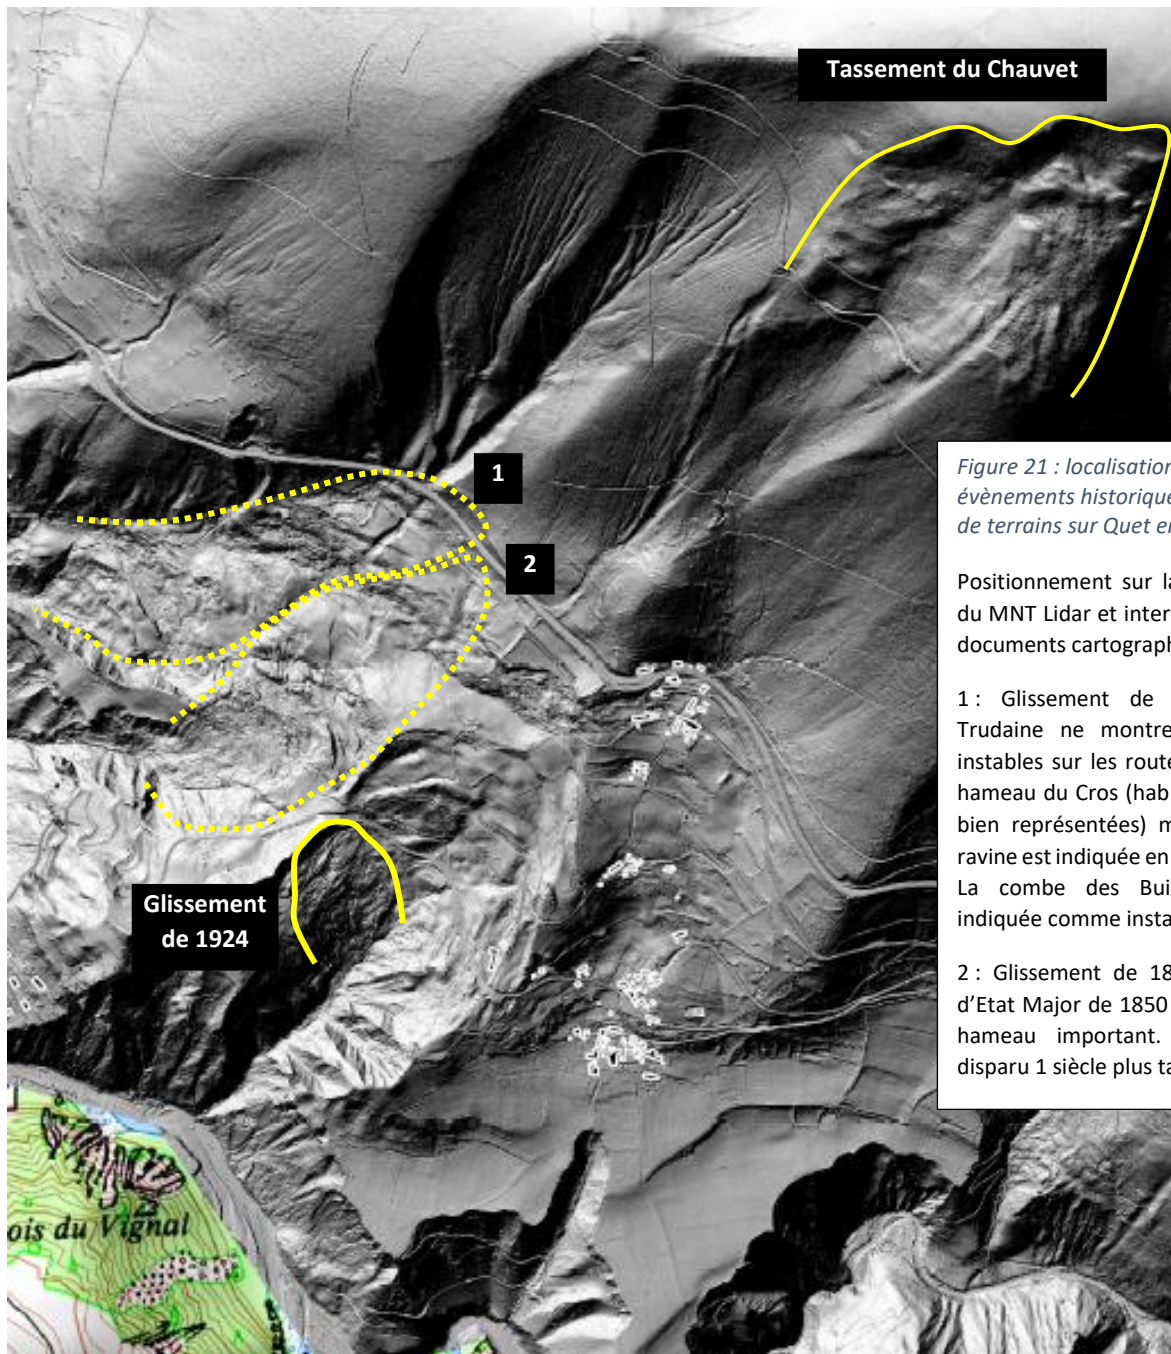 Tassement du Chauvet
1
2
Glissement
de 1924
Figure 21 : localisation
évènements historique
de terrains sur Quet e
Positionnement sur la
du MNT Lidar et inter
documents cartograph
1 : Glissement de
Trudaine ne montre
instables sur les route
hameau du Cros (hab
bien représentées) m
ravine est indiquée en
La combe des Bui
indiquée comme insta
2 : Glissement de 18
d’Etat Major de 1850
hameau important.
disparu 1 siècle plus ta
ois du Vignal